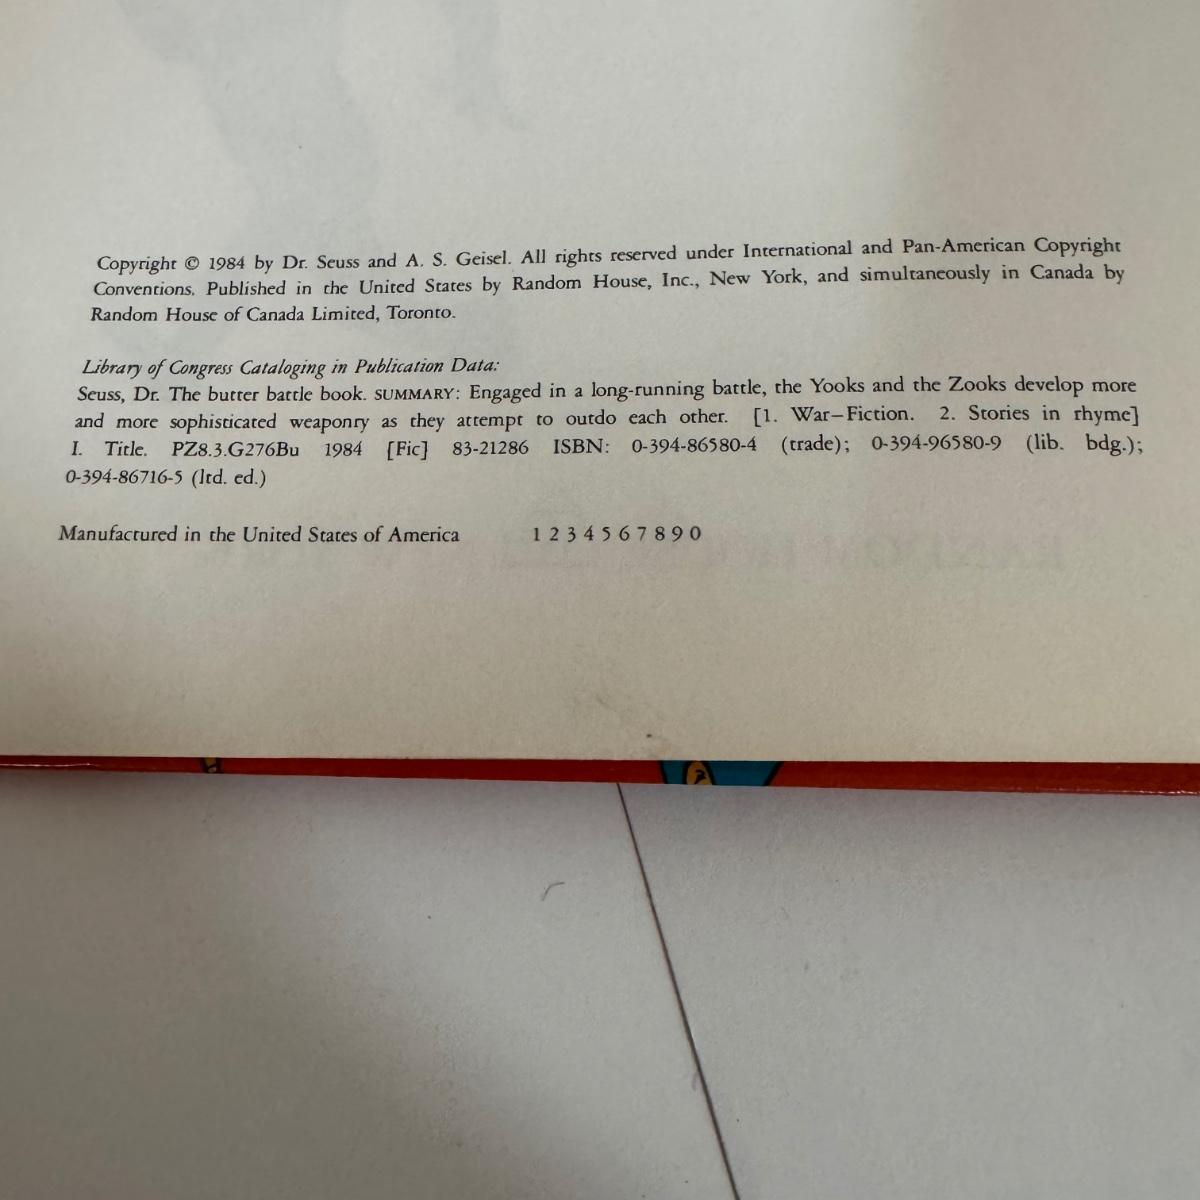 Copyright © 1984 by Dr. Seuss and A. S. Geisel. All rights reserved under International and Pan-American Copyright
Conventions. Published in the United States by Random House, Inc., New York, and simultaneously in Canada by
Random House of Canada Limited, Toronto.
Library of Congress Cataloging in Publication Data:
Seuss, Dr. The butter battle book. SUMMARY: Engaged in a long-running battle, the Yooks and the Zooks develop more
and more sophisticated weaponry as they attempt to outdo each other. [1. War–Fiction. 2. Stories in rhyme]
I. Title. PZ8.3.G276Bu 1984 [Fic] 83-21286 ISBN: 0-394-86580-4 (trade); 0-394-96580-9 (lib. bdg.);
0-394-86716-5 (ltd. ed.)
Manufactured in the United States of America 1 2 3 4 5 6 7 8 9 0